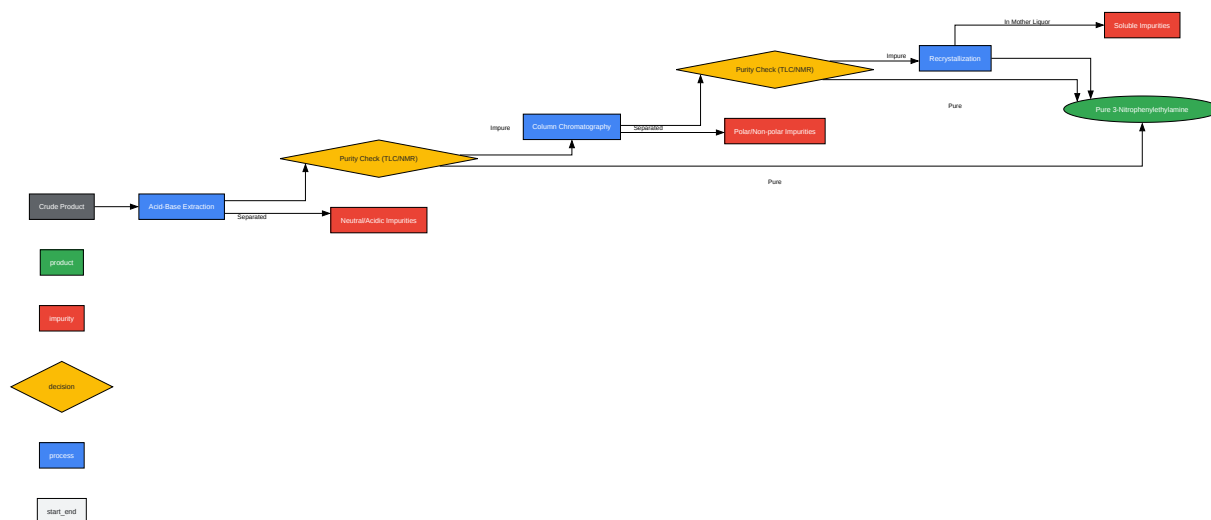 In Mother Liquor
Soluble Impurities
Impure
Recrystallization
Purity Check (TLC/NMR)
Pure
Pure 3-Nitrophenylethylamine
Impure
Column Chromatography
Separated
Polar/Non-polar Impurities
Purity Check (TLC/NMR)
Pure
Crude Product
Acid-Base Extraction
Separated
Neutral/Acidic Impurities
product
impurity
decision
process
start_end